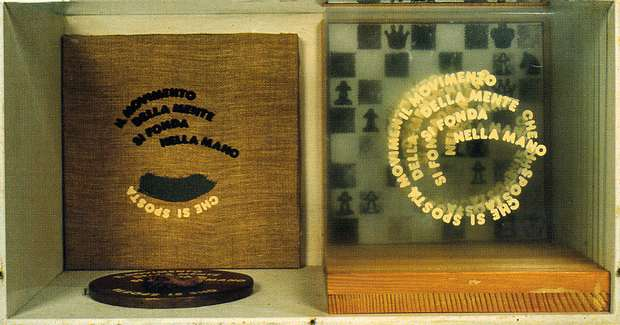 IL MOVIMENTO
DELLA MENTE
SI FONDA
NELLA MANO
CHE SI SPOSTA
IL MOVIMENTO
DELLA MENTE
SI FONDA
NELLA MANO
CHE SI SPOSTA